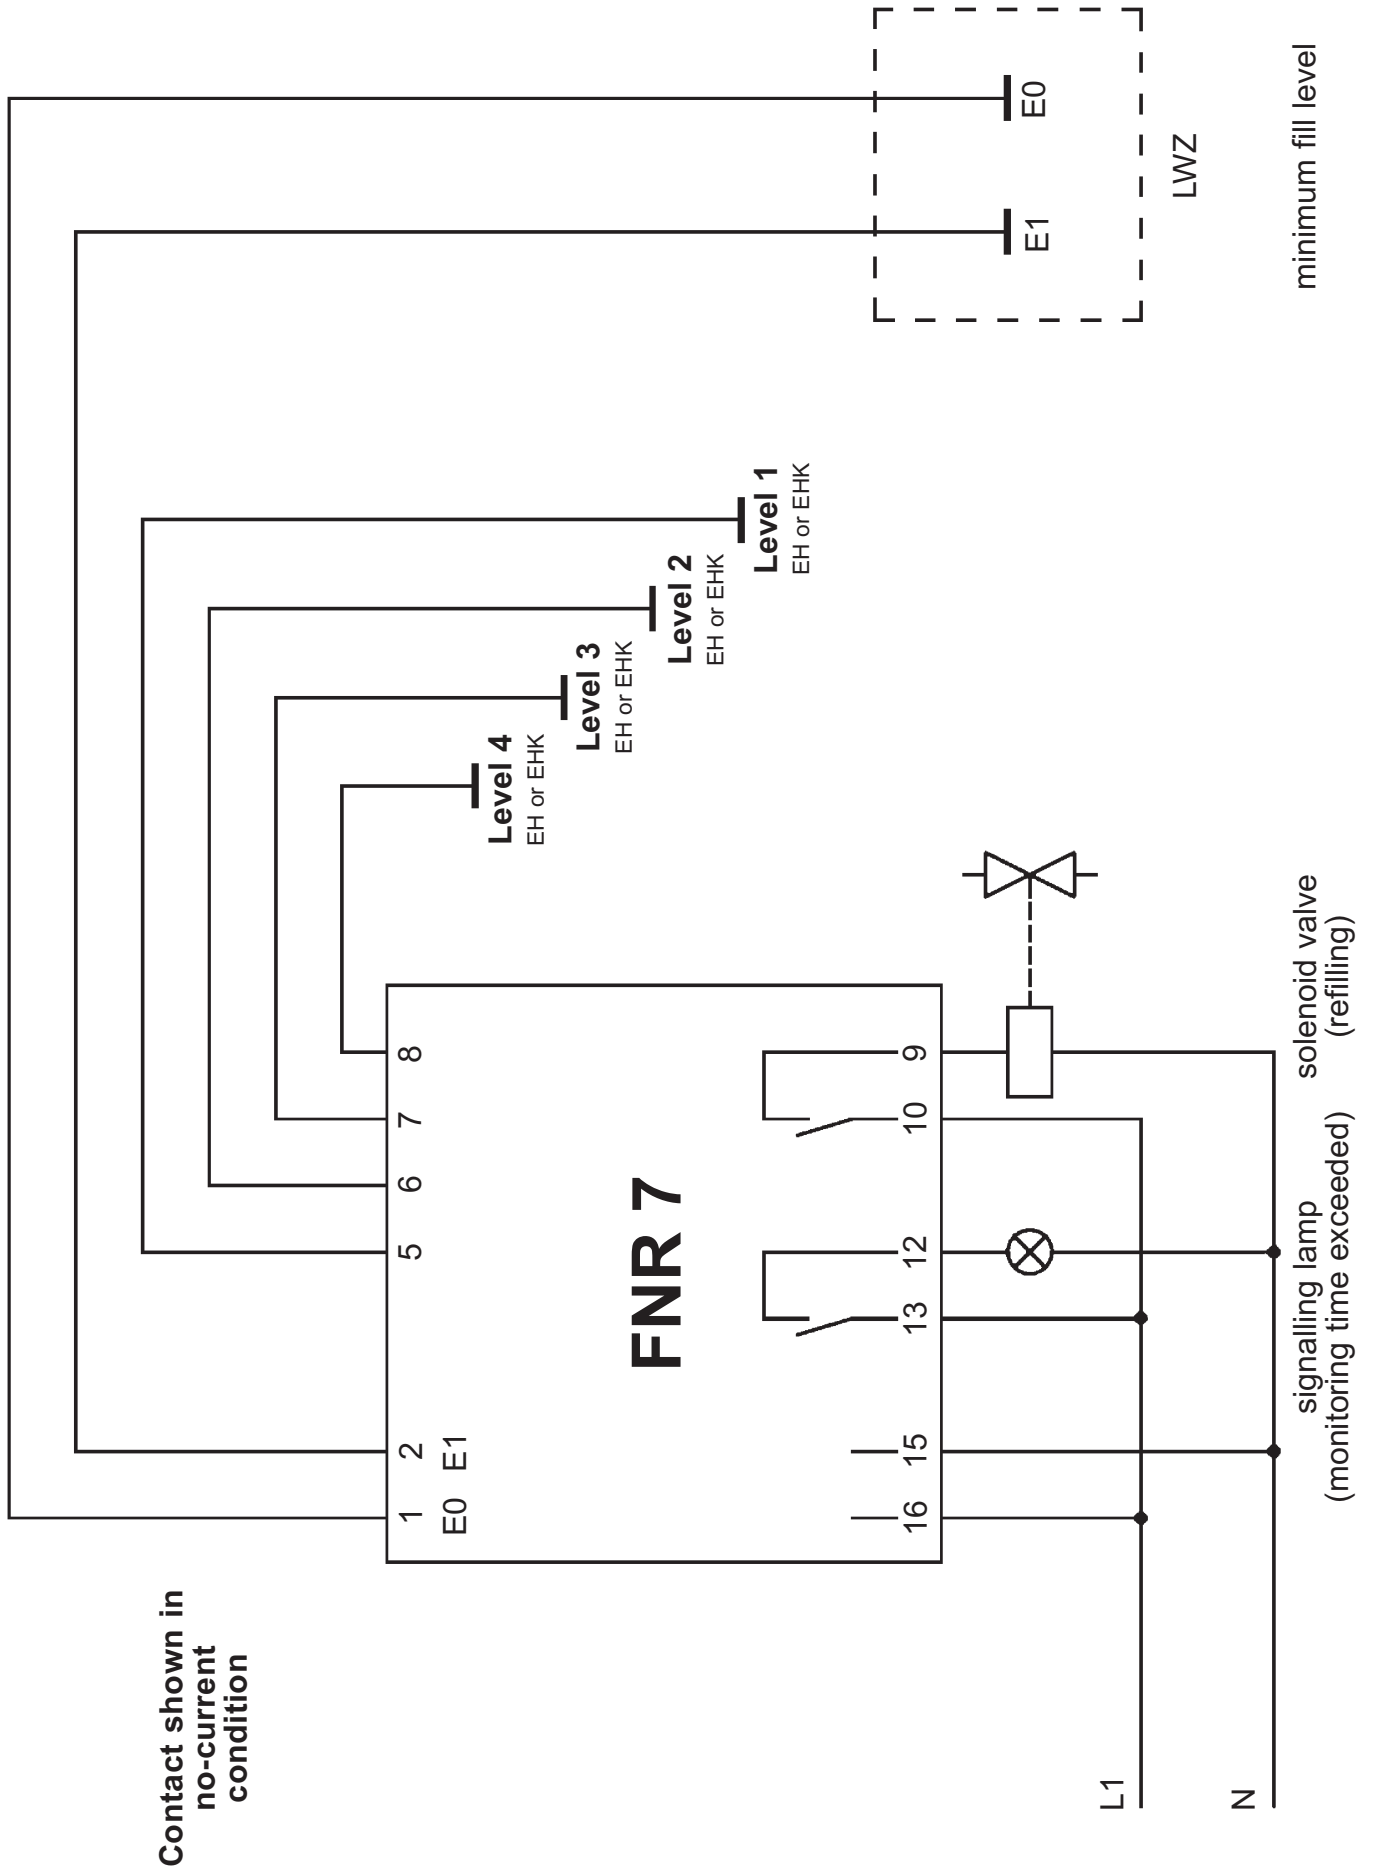 Contact shown in
no-current
condition
1 2 5 6 7 8
E0 E1
FNR 7
16 15 13 12 10 9
Level 4
EH or EHK
Level 3
EH or EHK
Level 2
EH or EHK
Level 1
EH or EHK
E1 E0
LWZ
L1
N
signalling lamp
(monitoring time exceeded)
solenoid valve
(refilling)
minimum fill level